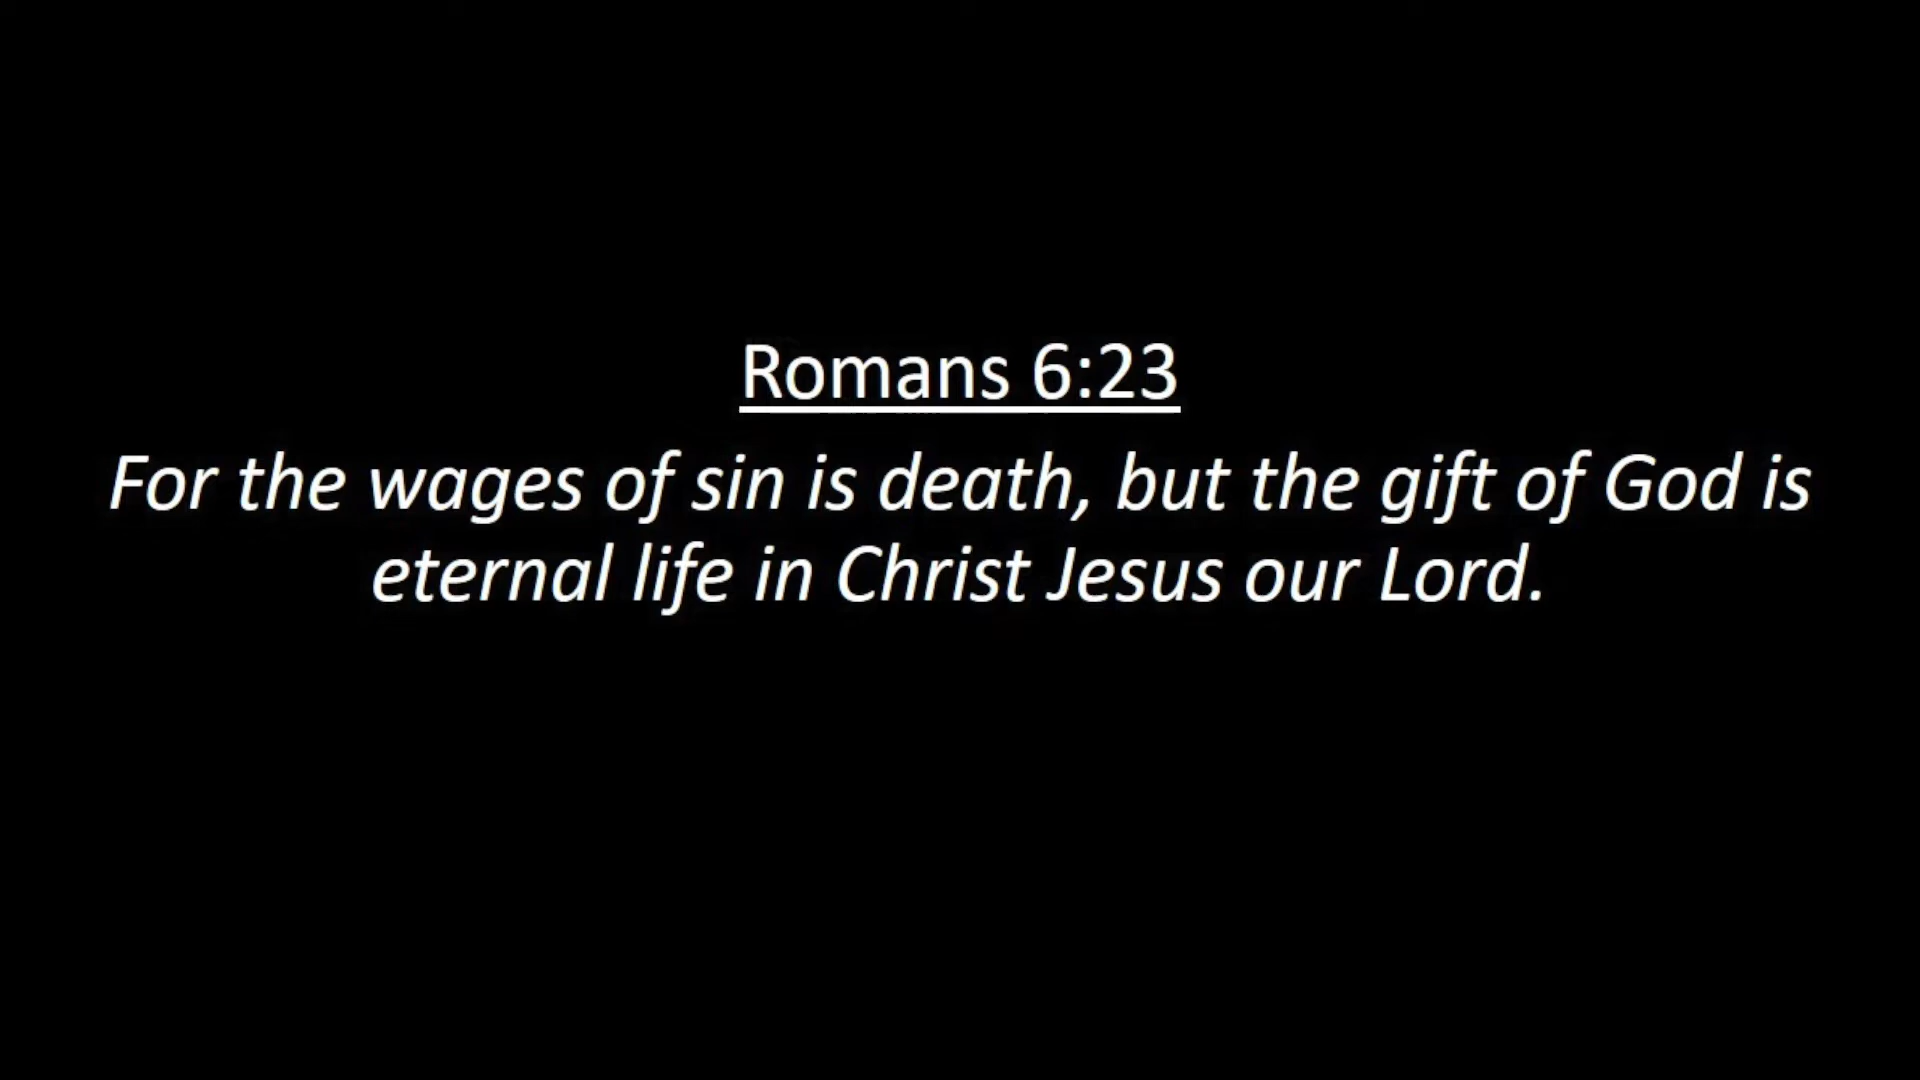 Romans 6:23
For the wages of sin is death, but the gift of God is
eternal life in Christ Jesus our Lord.